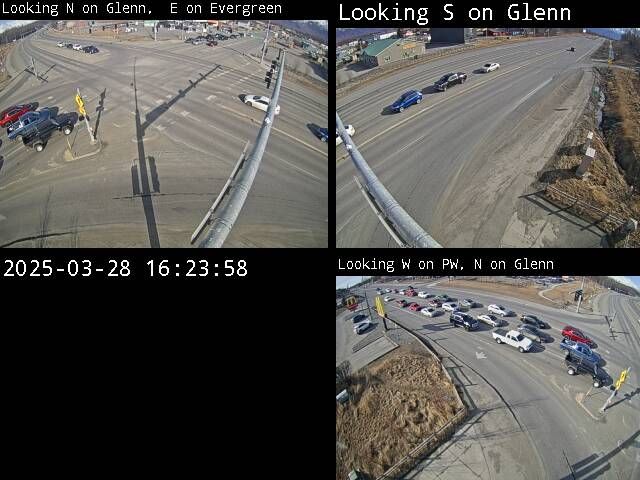 Looking N on Glenn, E on Evergreen
Looking S on Glenn
2025-03-28 16:23:58
Looking W on PW, N on Glenn